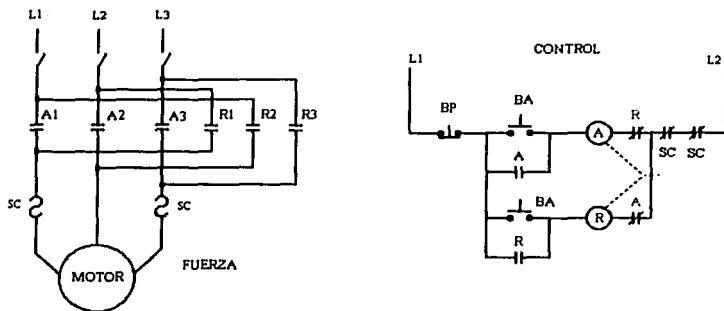 L1 L2 L3
A1 A2 A3 R1 R2 R3
SC SC
MOTOR
FUERZA
CONTROL
L1 L2
BP BA A R
SC SC
A
BA R A
R